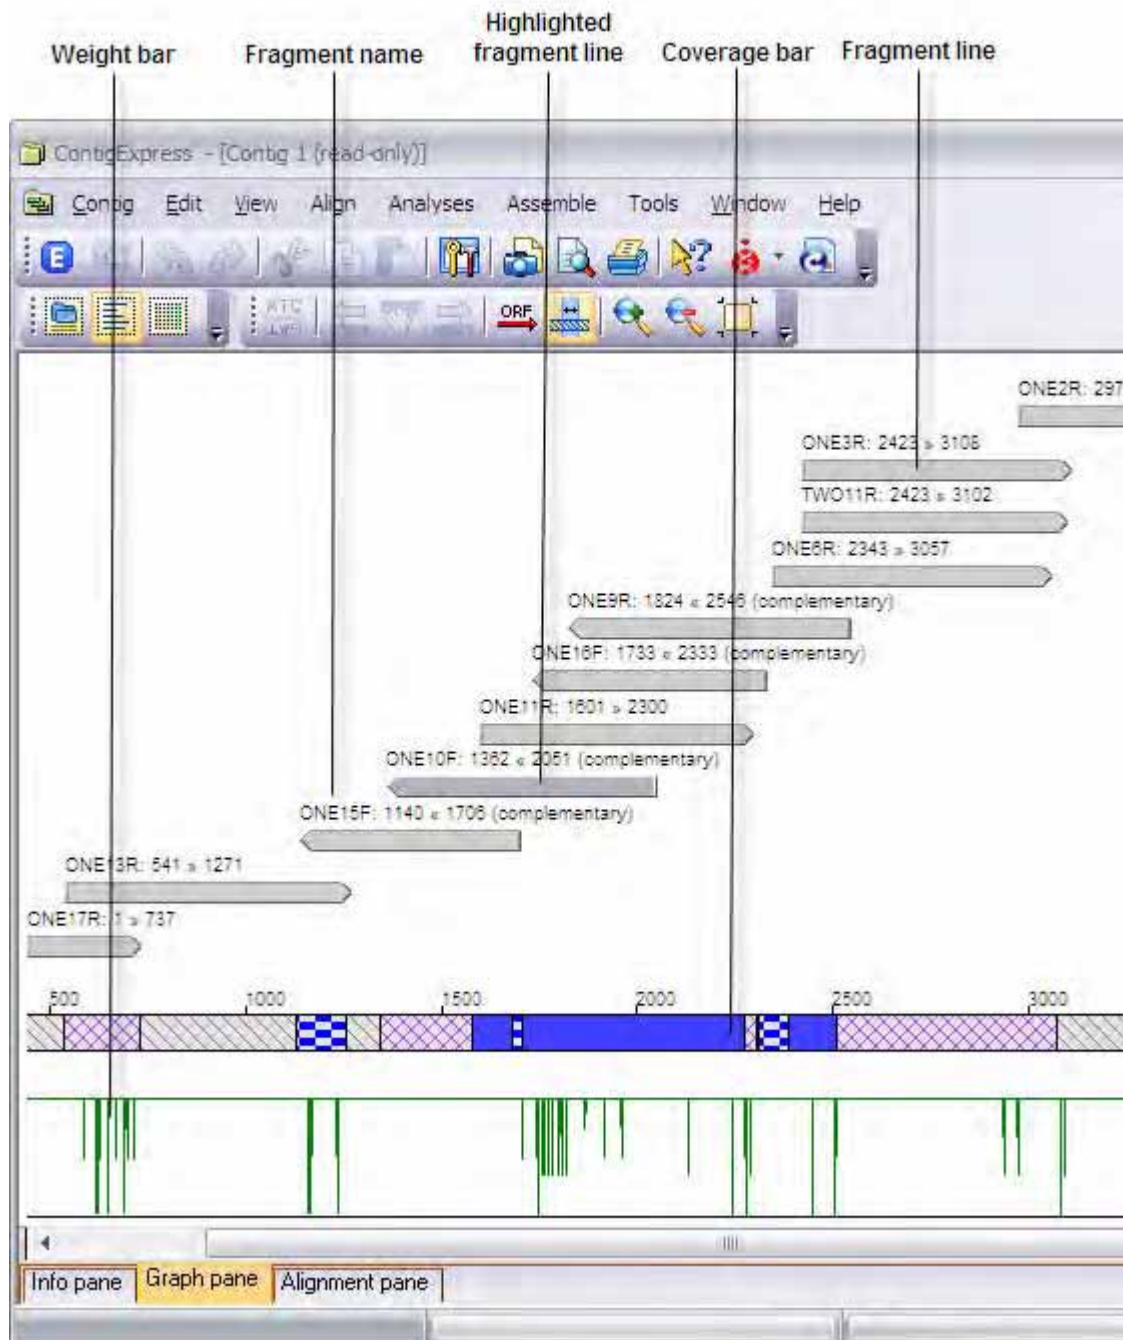 Weight bar
Fragment name
Highlighted
fragment line
Coverage bar
Fragment line
ContigExpress - [Contig 1 (read-only)]
Contig Edit View Align Analyses Assemble Tools Window Help
E
ORF
ONE2R: 297
ONE3R: 2423 » 3108
TWO11R: 2423 » 3102
ONE6R: 2343 » 3057
ONE9R: 1824 « 2546 (complementary)
ONE16F: 1733 « 2333 (complementary)
ONE11R: 1601 » 2300
ONE10F: 1362 « 2051 (complementary)
ONE15F: 1140 « 1706 (complementary)
ONE13R: 541 » 1271
ONE17R: 1 » 737
500 1000 1500 2000 2500 3000
Info pane Graph pane Alignment pane